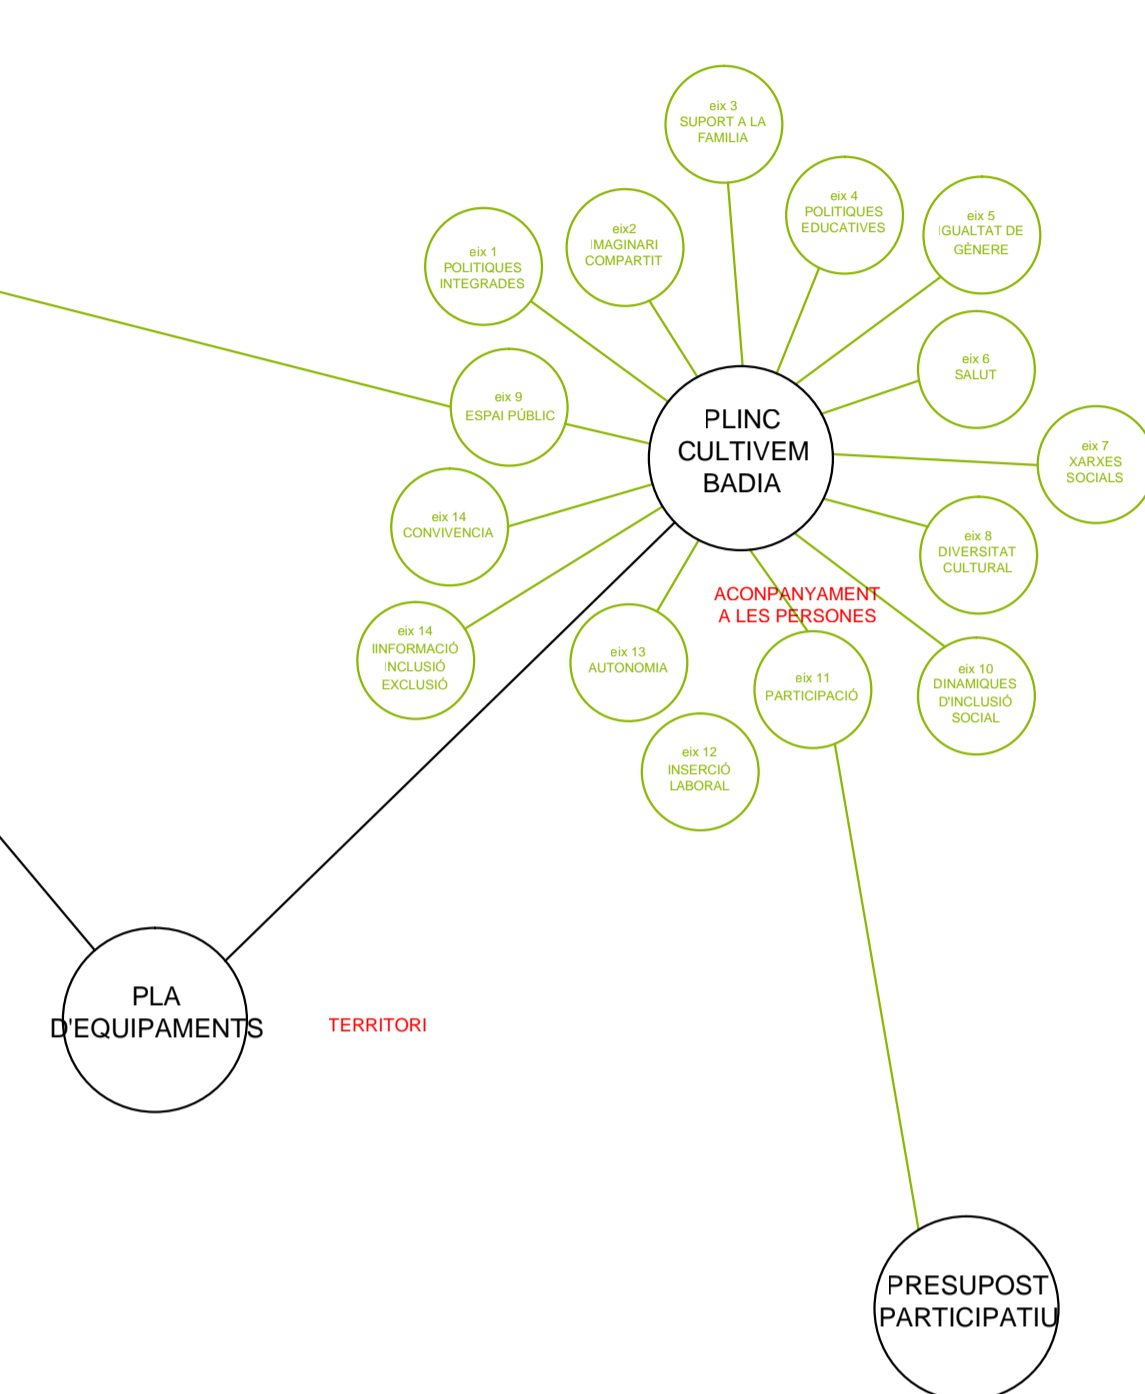 eix 3
SUPORT A LA
FAMILIA
eix 4
POLITIQUES
EDUCATIVES
eix 5
IGUALTAT DE
GÈNERE
eix2
IMAGINARI
COMPARTIT
eix 1
POLITIQUES
INTEGRADES
eix 6
SALUT
eix 9
ESPAI PÚBLIC
PLINC
CULTIVEM
BADIA
eix 7
XARXES
SOCIALS
eix 14
CONVIVENCIA
eix 8
DIVERSITAT
CULTURAL
ACONPANYAMENT
A LES PERSONES
eix 14
IINFORMACIÓ
INCLUSIÓ
EXCLUSIÓ
eix 13
AUTONOMIA
eix 11
PARTICIPACIÓ
eix 10
DINAMIQUES
D'INCLUSIÓ
SOCIAL
eix 12
INSERCIÓ
LABORAL
PLA
D'EQUIPAMENTS
TERRITORI
PRESUPOST
PARTICIPATIU